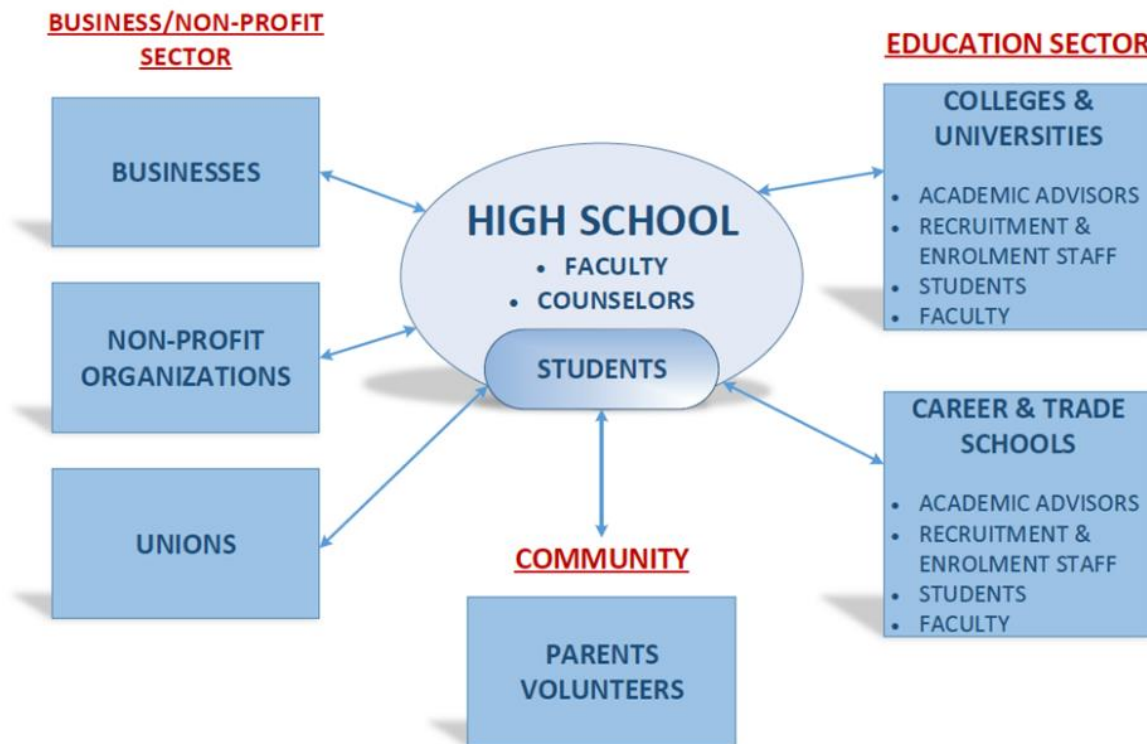 BUSINESS/NON-PROFIT
SECTOR
BUSINESSES
NON-PROFIT
ORGANIZATIONS
UNIONS
HIGH SCHOOL
• FACULTY
• COUNSELORS
STUDENTS
COMMUNITY
PARENTS
VOLUNTEERS
EDUCATION SECTOR
COLLEGES &
UNIVERSITIES
• ACADEMIC ADVISORS
• RECRUITMENT &
ENROLMENT STAFF
• STUDENTS
• FACULTY
CAREER & TRADE
SCHOOLS
• ACADEMIC ADVISORS
• RECRUITMENT &
ENROLMENT STAFF
• STUDENTS
• FACULTY